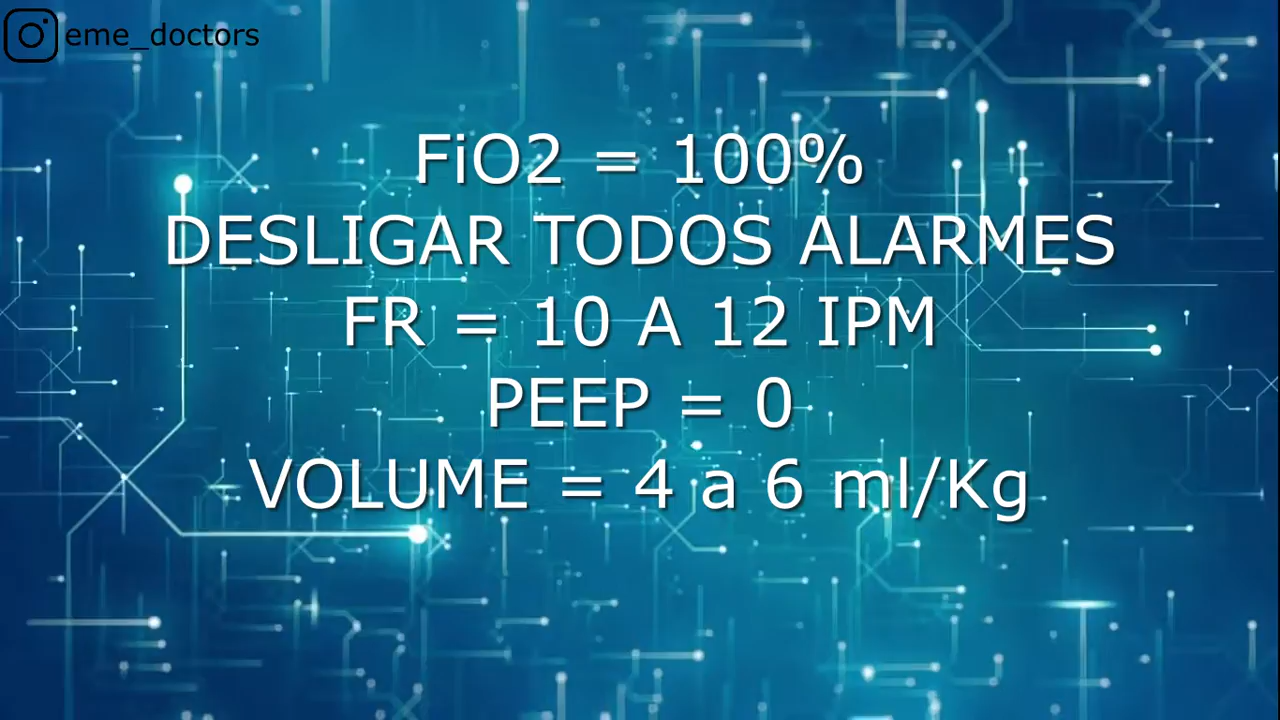 eme_doctors
FiO2 = 100%
DESLIGAR TODOS ALARMES
FR = 10 A 12 IPM
PEEP = 0
VOLUME = 4 a 6 ml/Kg